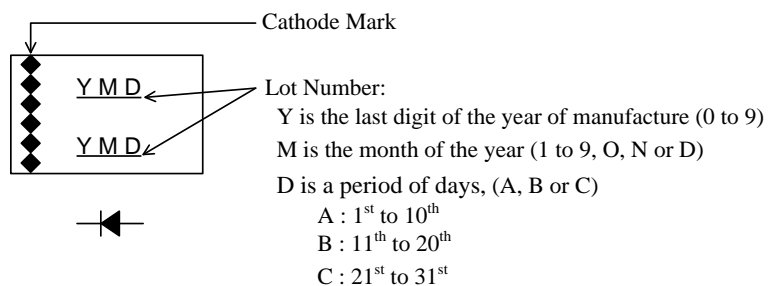 Cathode Mark
Y M D
Y M D
Lot Number:
Y is the last digit of the year of manufacture (0 to 9)
M is the month of the year (1 to 9, O, N or D)
D is a period of days, (A, B or C)
A : 1st to 10th
B : 11th to 20th
C : 21st to 31st